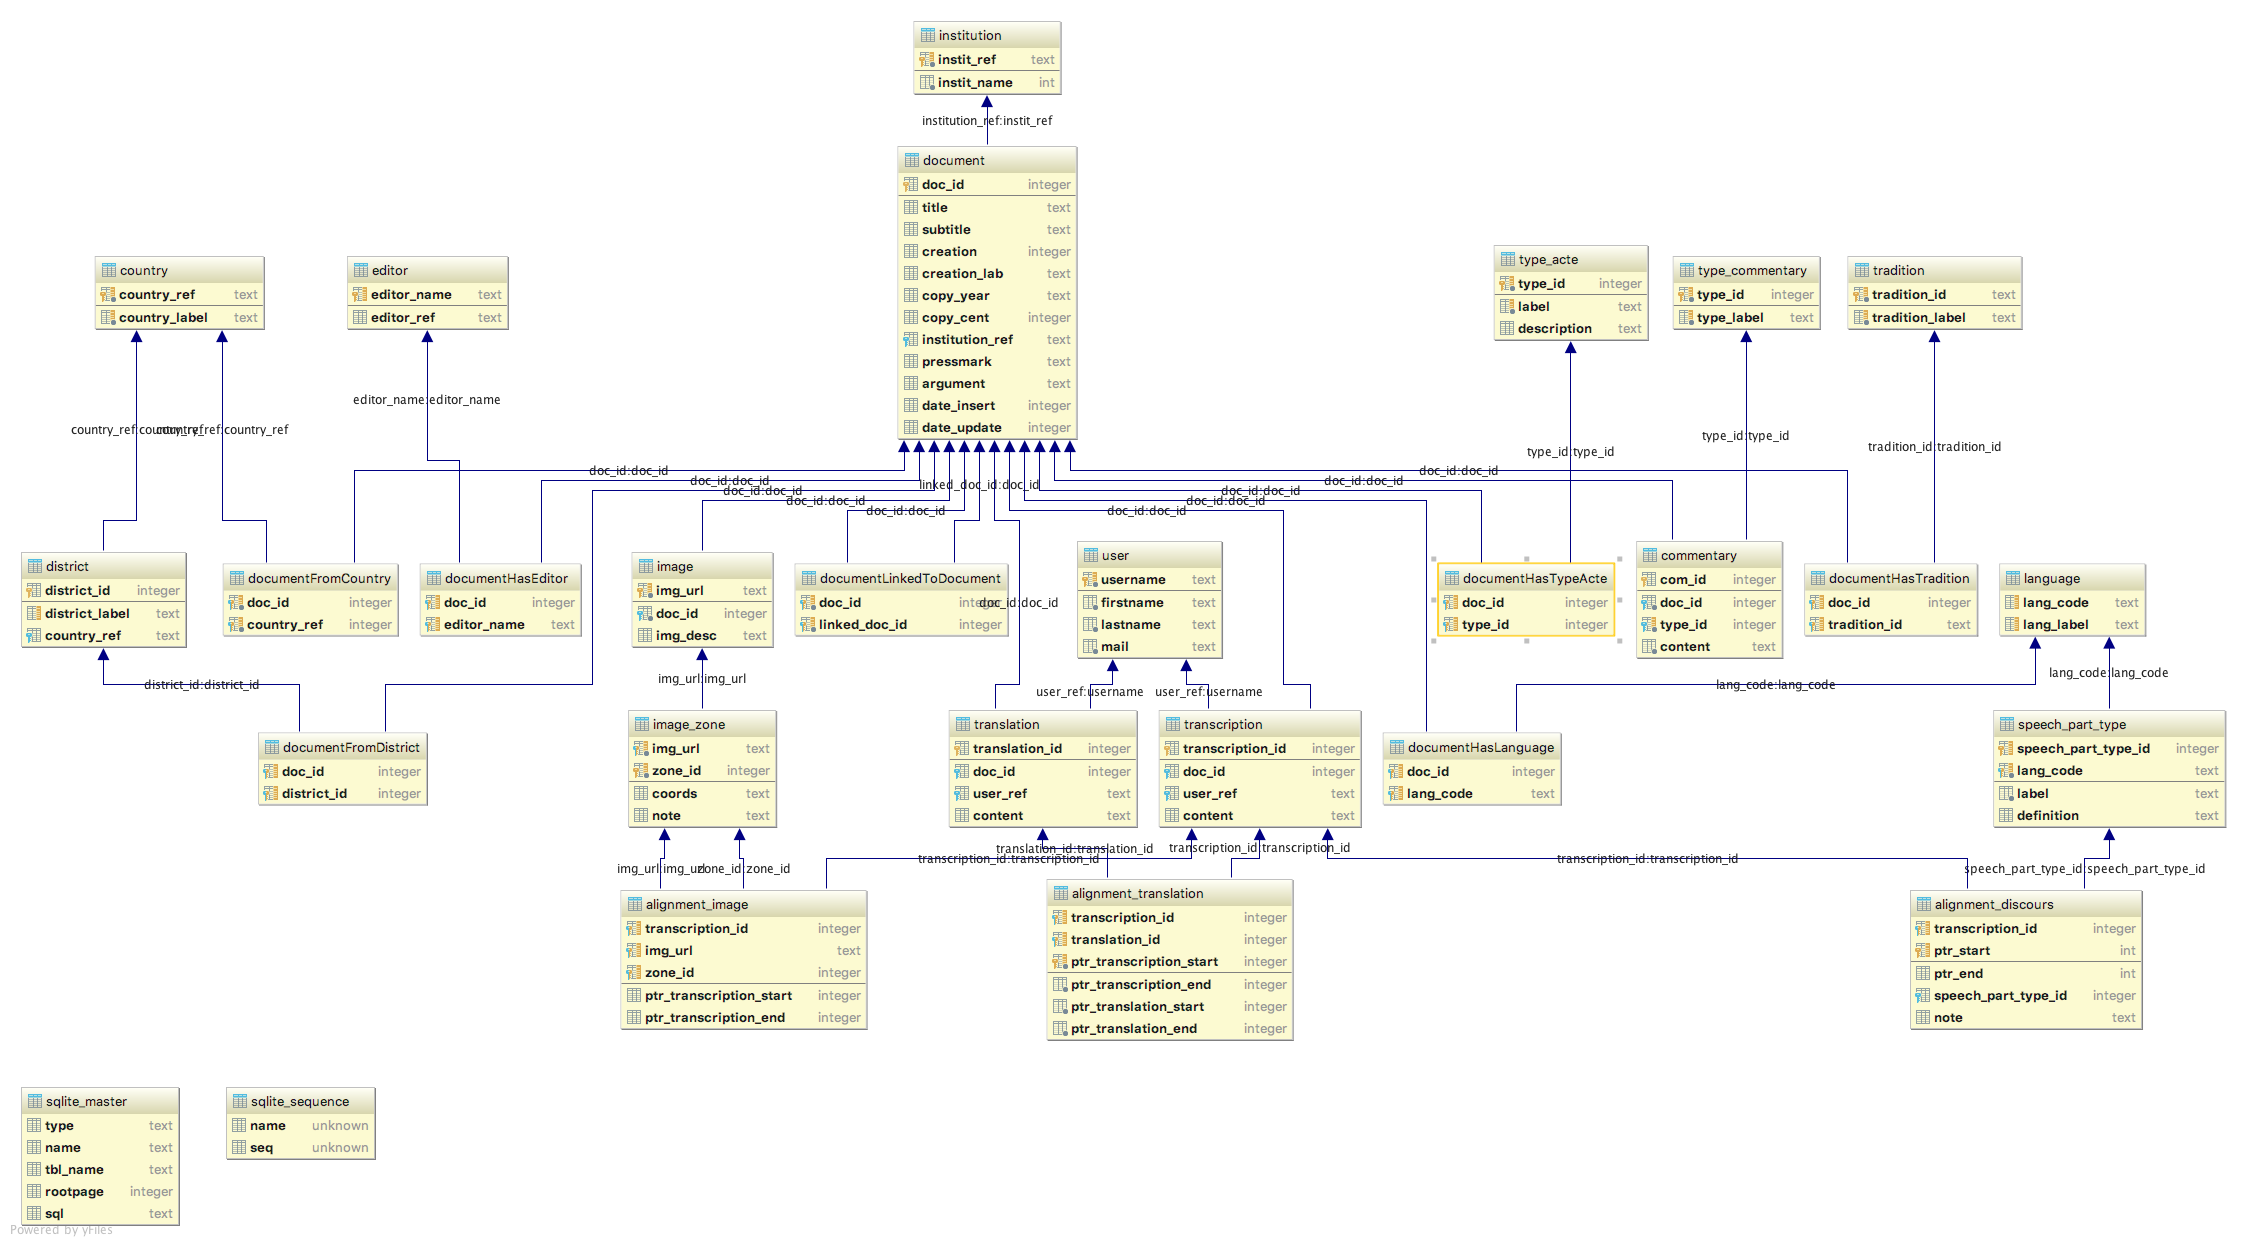 institution
instit_ref text
instit_name int
institution_ref:instit_ref
document
doc_id integer
title text
subtitle text
creation integer
creation_lab text
copy_year text
copy_cent integer
institution_ref text
pressmark text
argument text
date_insert integer
date_update integer
country
country_ref text
country_label text
editor
editor_name text
editor_ref text
type_acte
type_id integer
label text
description text
type_commentary
type_id integer
type_label text
tradition
tradition_id text
tradition_label text
editor_name:editor_name
country_ref:country_ref
country_ref:country_ref
type_id:type_id
type_id:type_id
tradition_id:tradition_id
doc_id:doc_id
doc_id:doc_id
doc_id:doc_id
doc_id:doc_id
doc_id:doc_id
linked_doc_id:doc_id
doc_id:doc_id
doc_id:doc_id
doc_id:doc_id
doc_id:doc_id
doc_id:doc_id
doc_id:doc_id
district
district_id integer
district_label text
country_ref text
documentFromCountry
doc_id integer
country_ref integer
documentHasEditor
doc_id integer
editor_name text
image
img_url text
doc_id integer
img_desc text
documentLinkedToDocument
doc_id integer
linked_doc_id integer
user
username text
firstname text
lastname text
mail text
documentHasTypeActe
doc_id integer
type_id integer
commentary
com_id integer
doc_id integer
type_id integer
content text
documentHasTradition
doc_id integer
tradition_id text
language
lang_code text
lang_label text
district_id:district_id
img_url:img_url
user_ref:username
user_ref:username
lang_code:lang_code
lang_code:lang_code
documentFromDistrict
doc_id integer
district_id integer
image_zone
img_url text
zone_id integer
coords text
note text
translation
translation_id integer
doc_id integer
user_ref text
content text
transcription
transcription_id integer
doc_id integer
user_ref text
content text
documentHasLanguage
doc_id integer
lang_code text
speech_part_type
speech_part_type_id integer
lang_code text
label text
definition text
img_url:img_url
zone_id:zone_id
transcription_id:transcription_id
translation_id:translation_id
transcription_id:transcription_id
transcription_id:transcription_id
speech_part_type_id:speech_part_type_id
alignment_image
transcription_id integer
img_url text
zone_id integer
ptr_transcription_start integer
ptr_transcription_end integer
alignment_translation
transcription_id integer
translation_id integer
ptr_transcription_start integer
ptr_transcription_end integer
ptr_translation_start integer
ptr_translation_end integer
alignment_discours
transcription_id integer
ptr_start int
ptr_end int
speech_part_type_id integer
note text
sqlite_master
type text
name text
tbl_name text
rootpage integer
sql text
sqlite_sequence
name unknown
seq unknown
Powered by yFiles